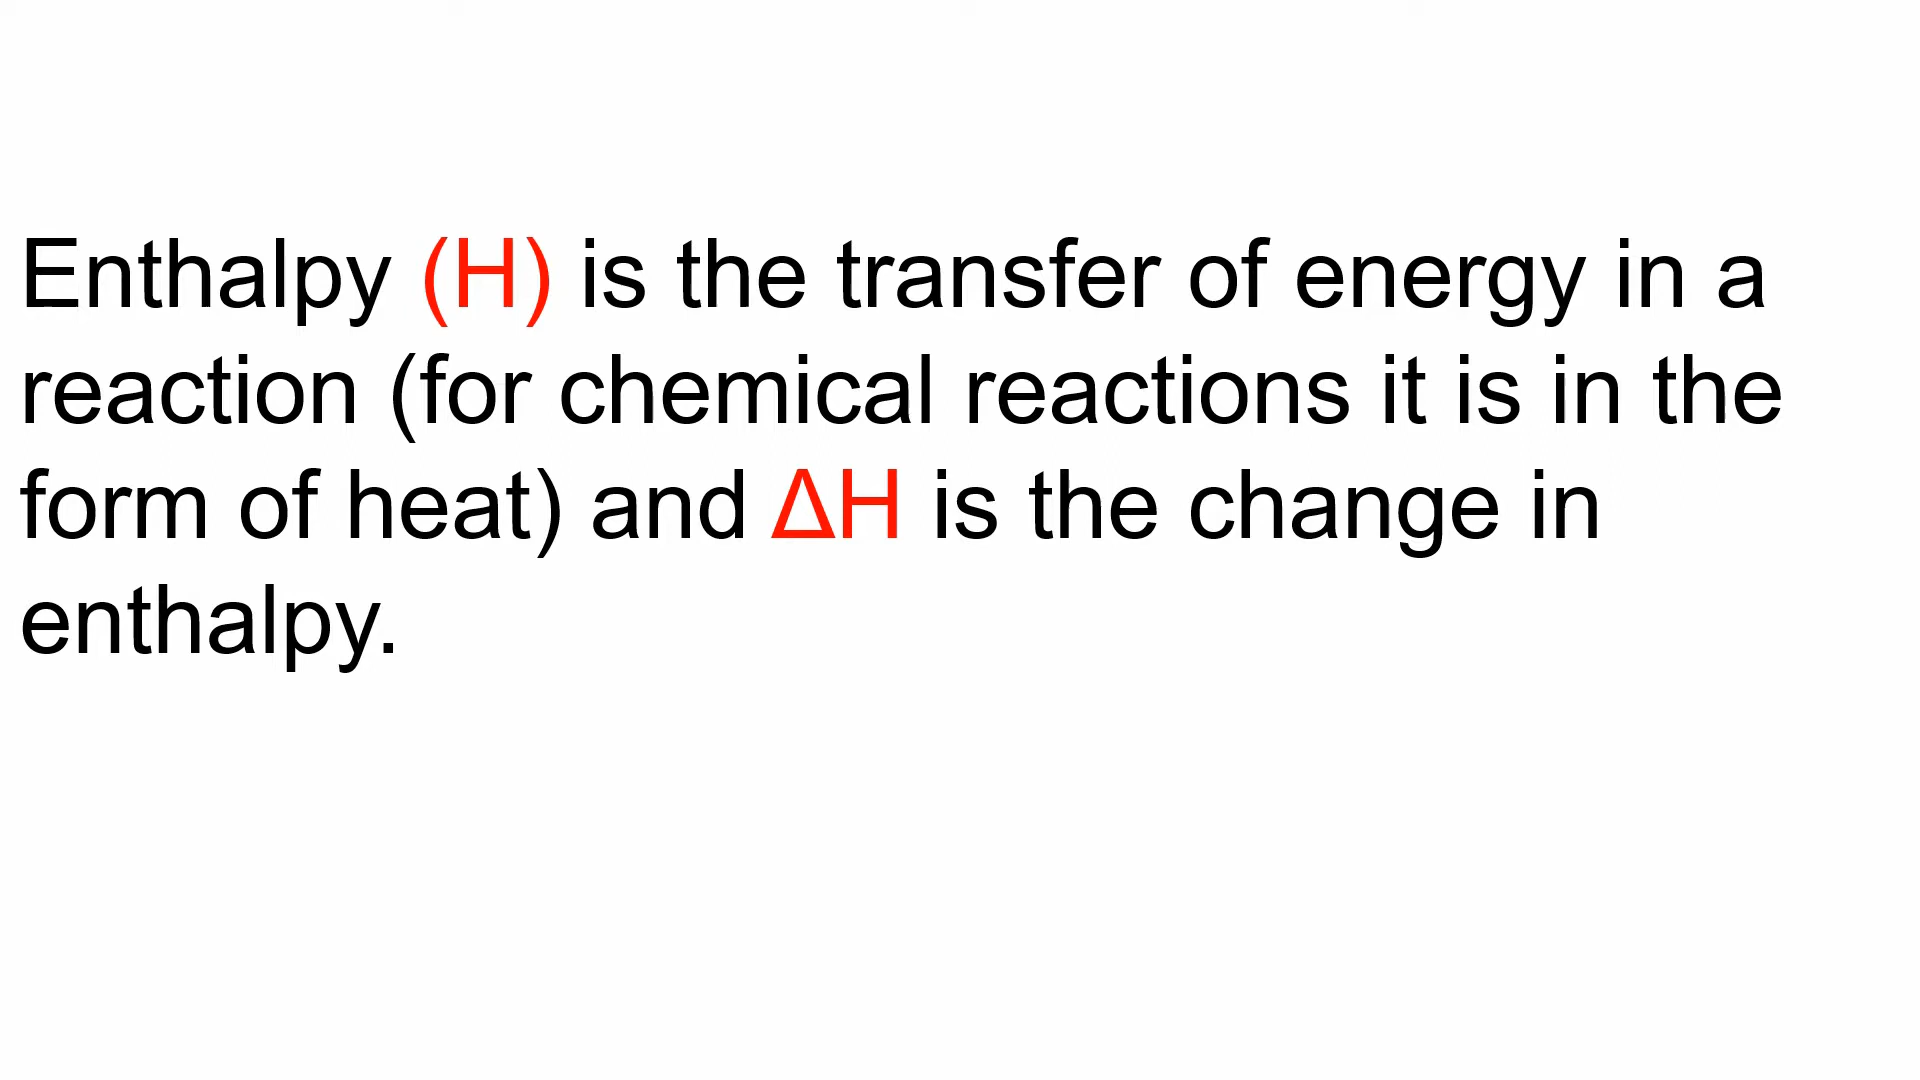 Enthalpy (H) is the transfer of energy in a
reaction (for chemical reactions it is in the
form of heat) and ΔH is the change in
enthalpy.